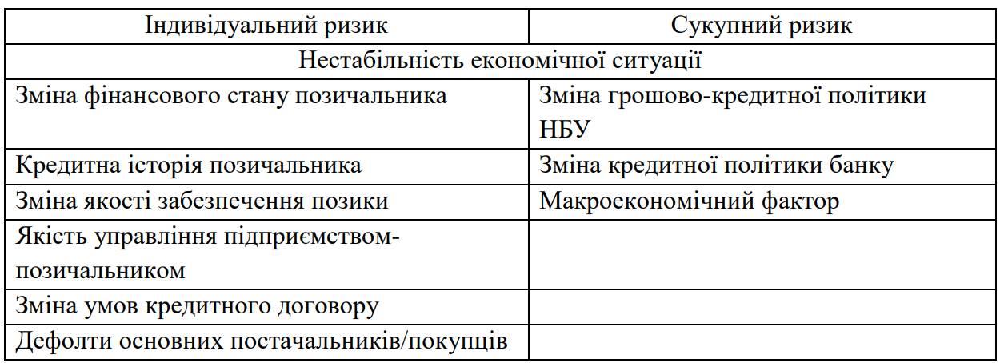 Індивідуальний ризик Сукупний ризик
Нестабільність економічної ситуації
Зміна фінансового стану позичальника Зміна грошово-кредитної політики
НБУ
Кредитна історія позичальника Зміна кредитної політики банку
Зміна якості забезпечення позики Макроекономічний фактор
Якість управління підприємством-
позичальником
Зміна умов кредитного договору
Дефолти основних постачальників/покупців